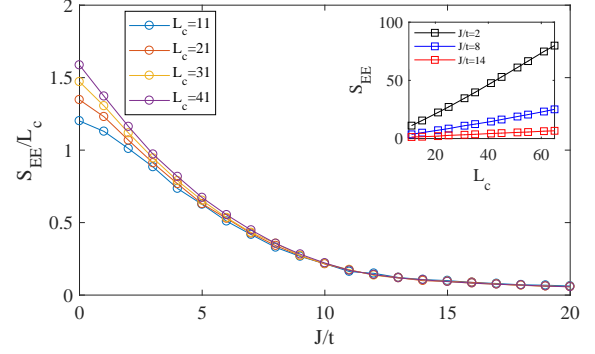 2
1.5
1
0.5
0
0
5
10
15
20
J/t
S_EE/L_c
L_c=11
L_c=21
L_c=31
L_c=41
100
50
0
20
40
60
L_c
S_EE
J/t=2
J/t=8
J/t=14